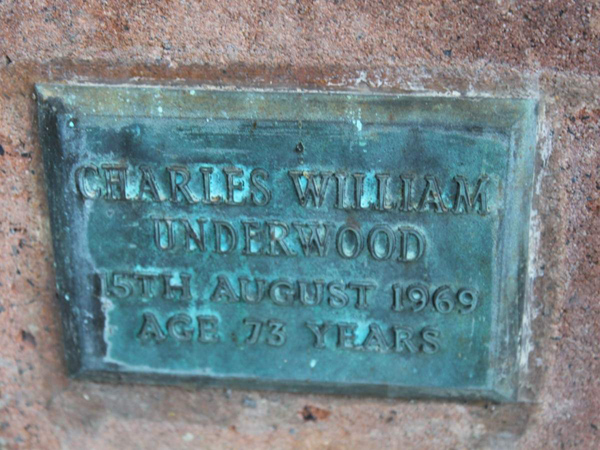 CHARLES WILLIAM
UNDERWOOD
15TH AUGUST 1969
AGE 73 YEARS